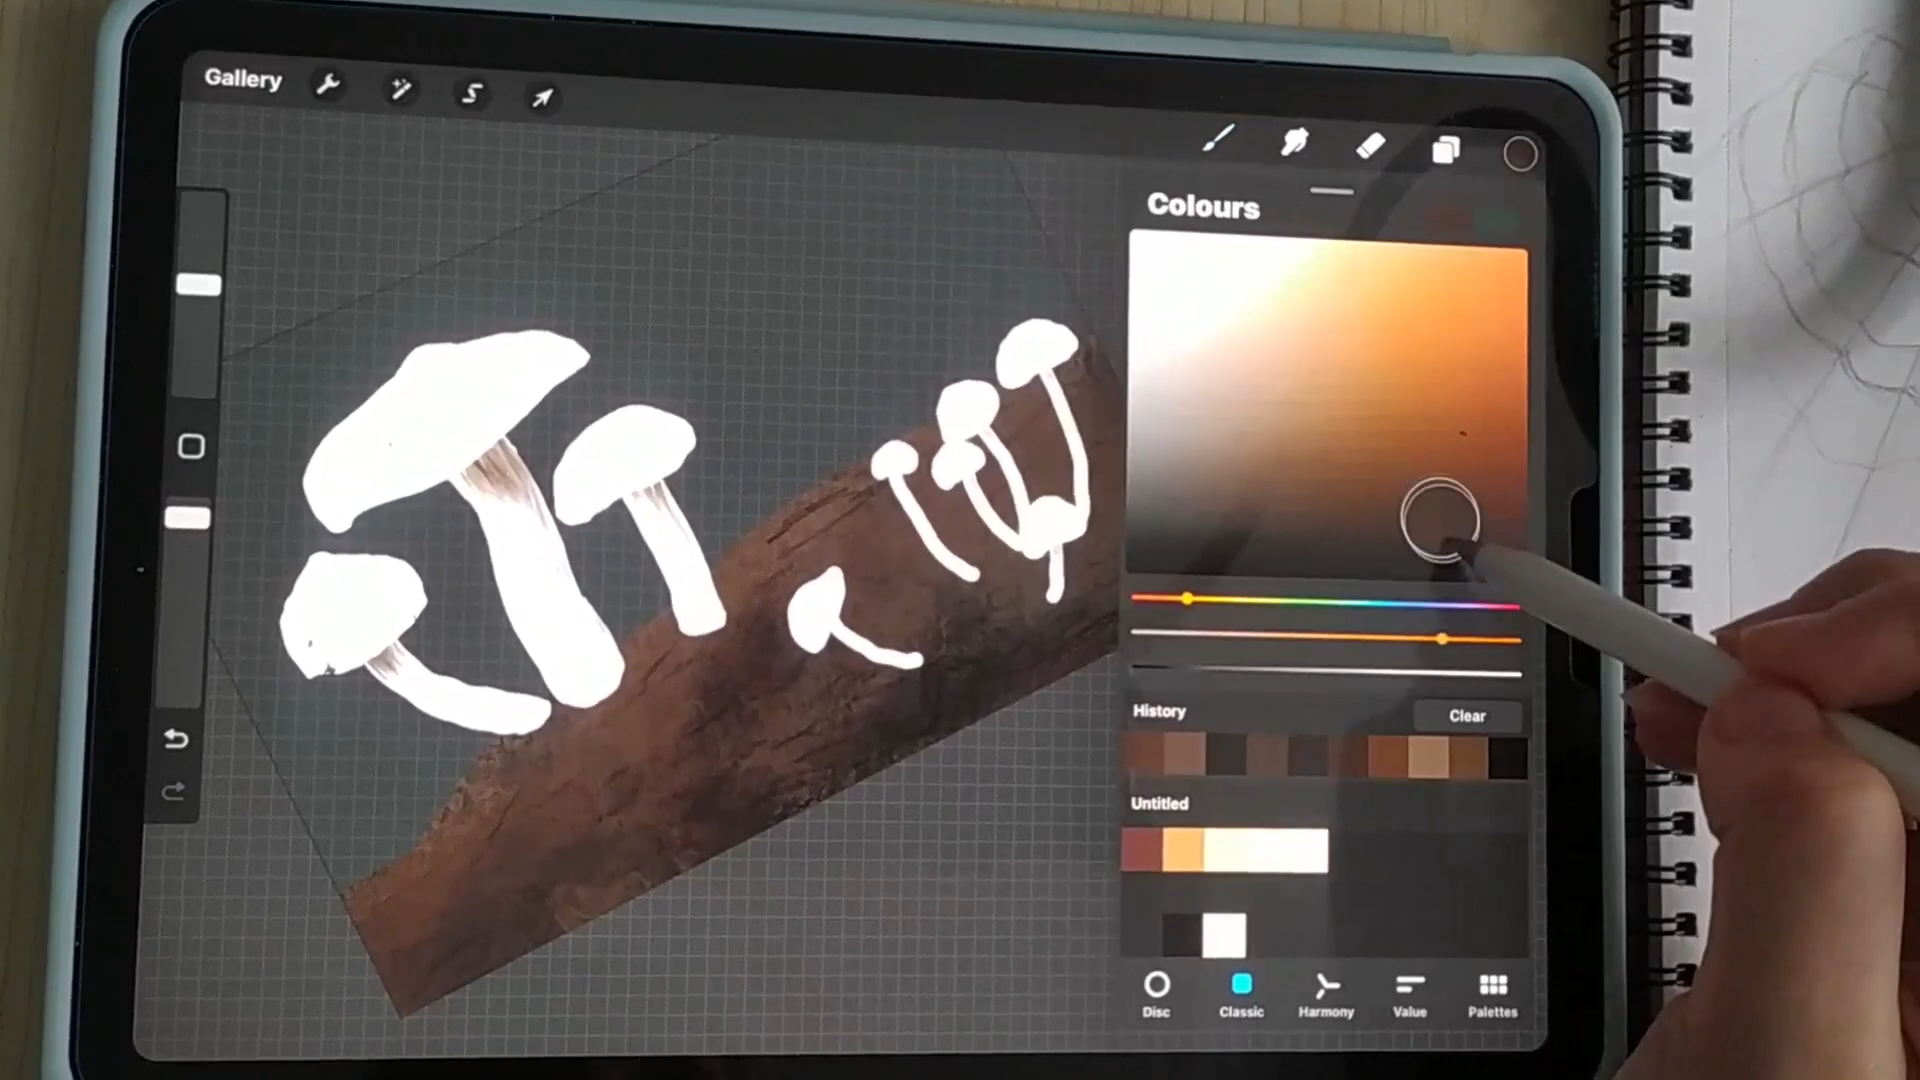 Gallery
Colours
History
Clear
Untitled
Disc
Classic
Harmony
Value
Palettes